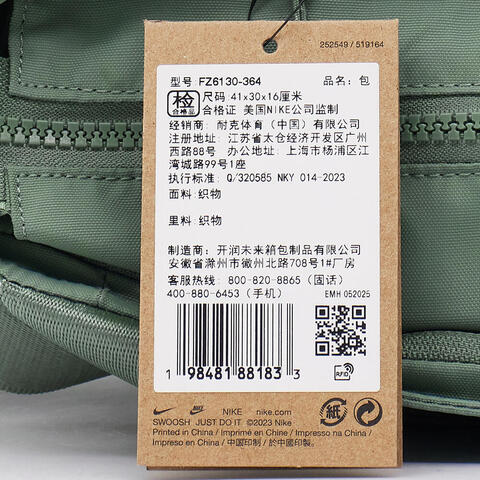 252549 / 519164
型号 FZ6130-364 品名：包
检 合格品 尺码 41×30×16厘米
合格证 美国NIKE公司监制
经销商： 耐克体育（中国）有限公司
注册地址： 江苏省太仓经济开发区广州
西路88号 办公地址： 上海市杨浦区江
湾城路99号1座
执行标准： Q/320585 NKY 014-2023
面料：织物
里料：织物
制造商： 开润未来箱包制品有限公司
安徽省滁州市徽州北路708号1#厂房
客服热线： 800-820-8865（固话）
400-880-6453（手机） EMH 052025
1 98481 88183 3
RFID
NIKE nike.com
SWOOSH JUST DO IT ©2023 Nike
Printed in China / Imprimé en Chine / Impresso na China /
Impreso en China / 中国印制 / 中國印製
紙